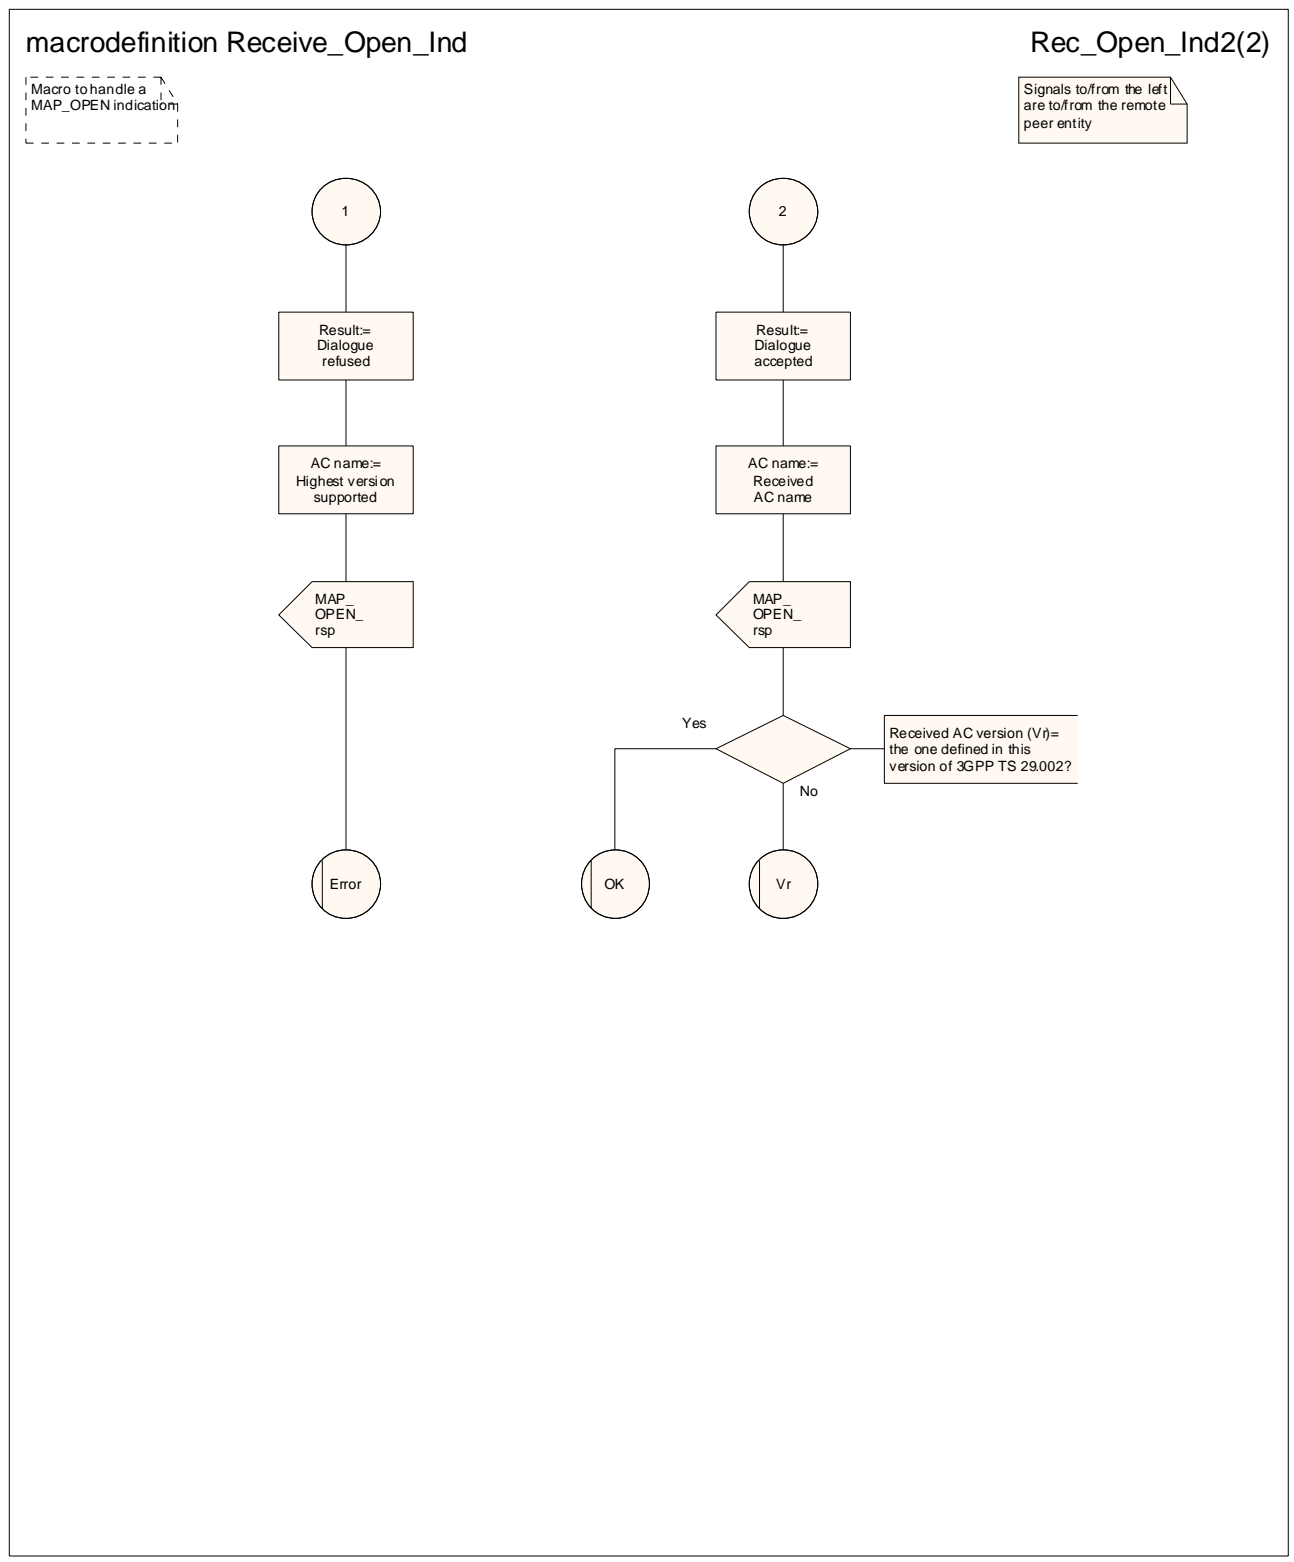 macrodefinition Receive_Open_Ind
Rec_Open_Ind2(2)
Macro to handle a
MAP_OPEN indication
Signals to/from the left
are to/from the remote
peer entity
1
2
Result:=
Dialogue
refused
Result:=
Dialogue
accepted
AC name:=
Highest version
supported
AC name:=
Received
AC name
MAP_
OPEN_
rsp
MAP_
OPEN_
rsp
Yes
Received AC version (Vr)=
the one defined in this
version of 3GPP TS 29.002?
No
Error
OK
Vr